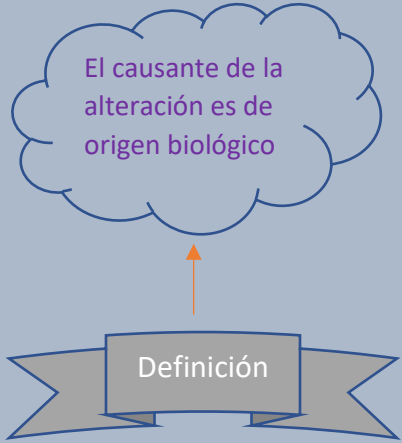 El causante de la
alteración es de
origen biológico
Definición